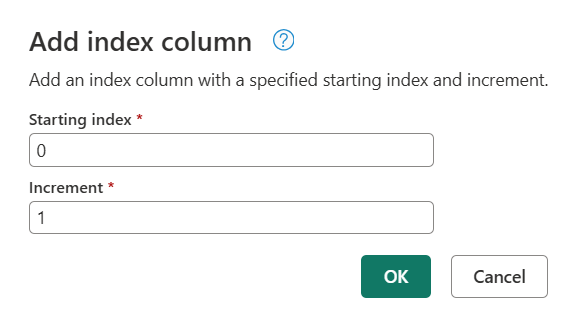 Add index column ?
Add an index column with a specified starting index and increment.
Starting index *
0
Increment *
1
OK Cancel